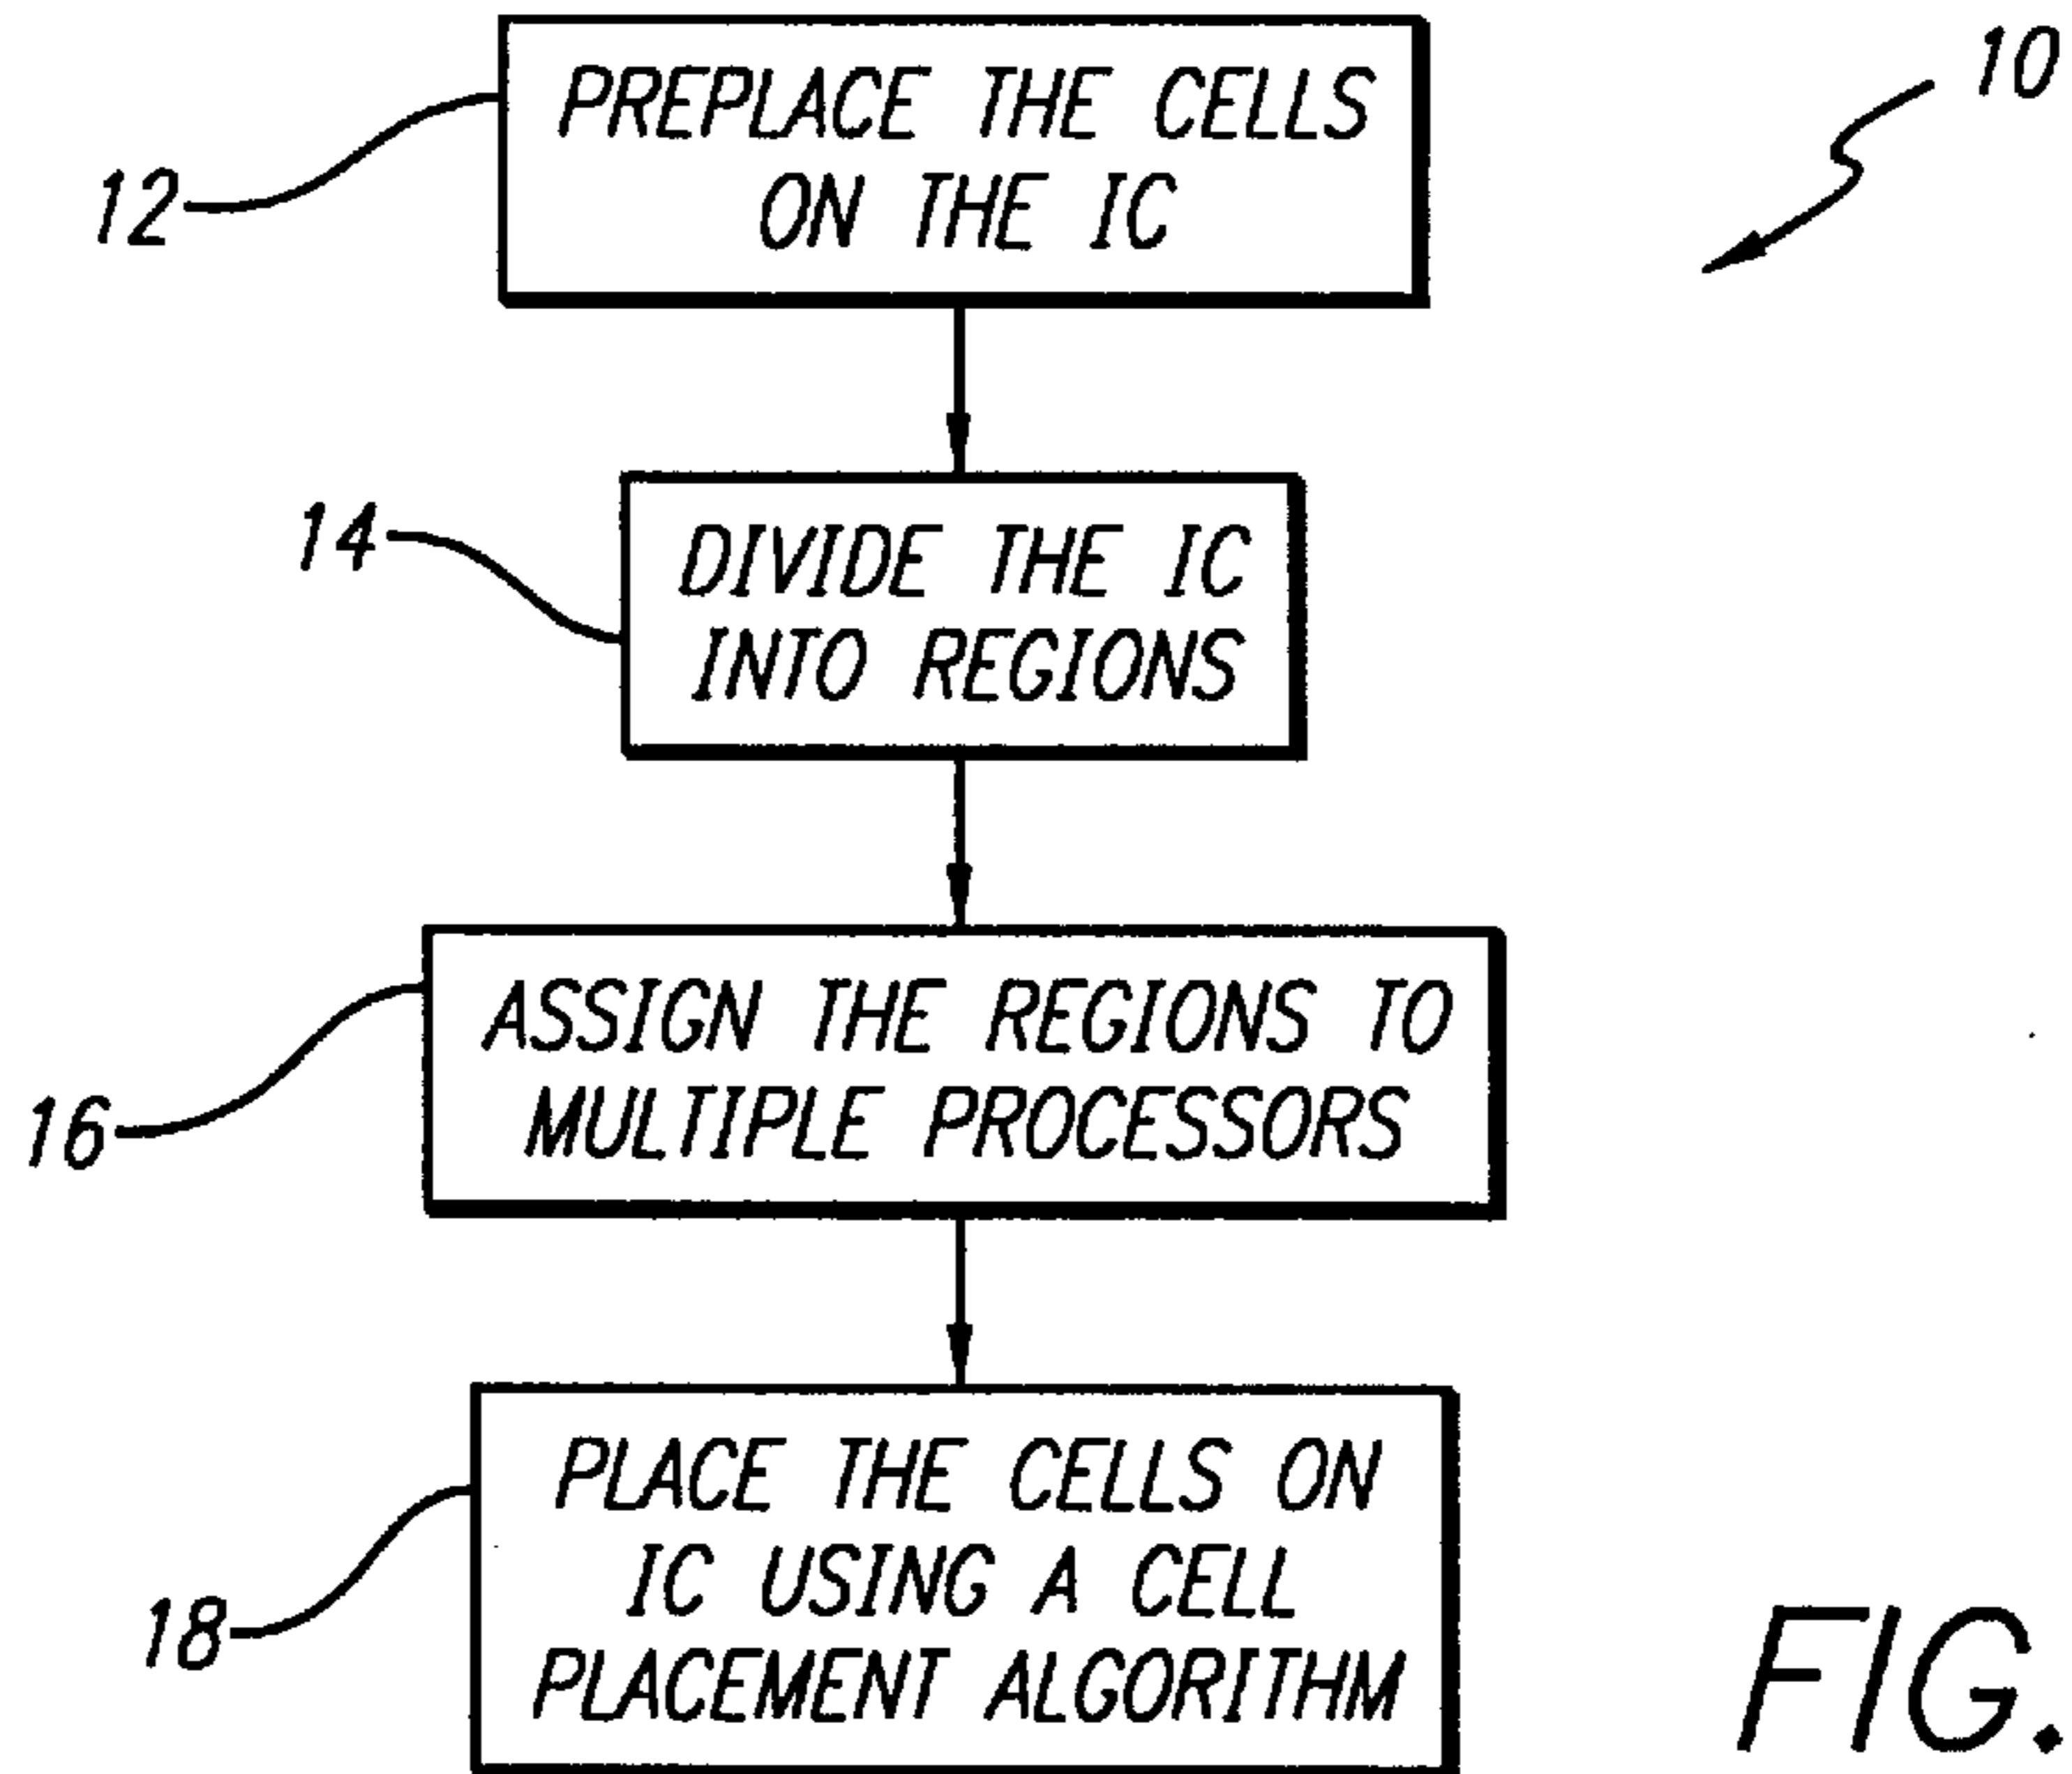 10
12
PREPLACE THE CELLS
ON THE IC
14
DIVIDE THE IC
INTO REGIONS
16
ASSIGN THE REGIONS TO
MULTIPLE PROCESSORS
18
PLACE THE CELLS ON
IC USING A CELL
PLACEMENT ALGORITHM
FIG.